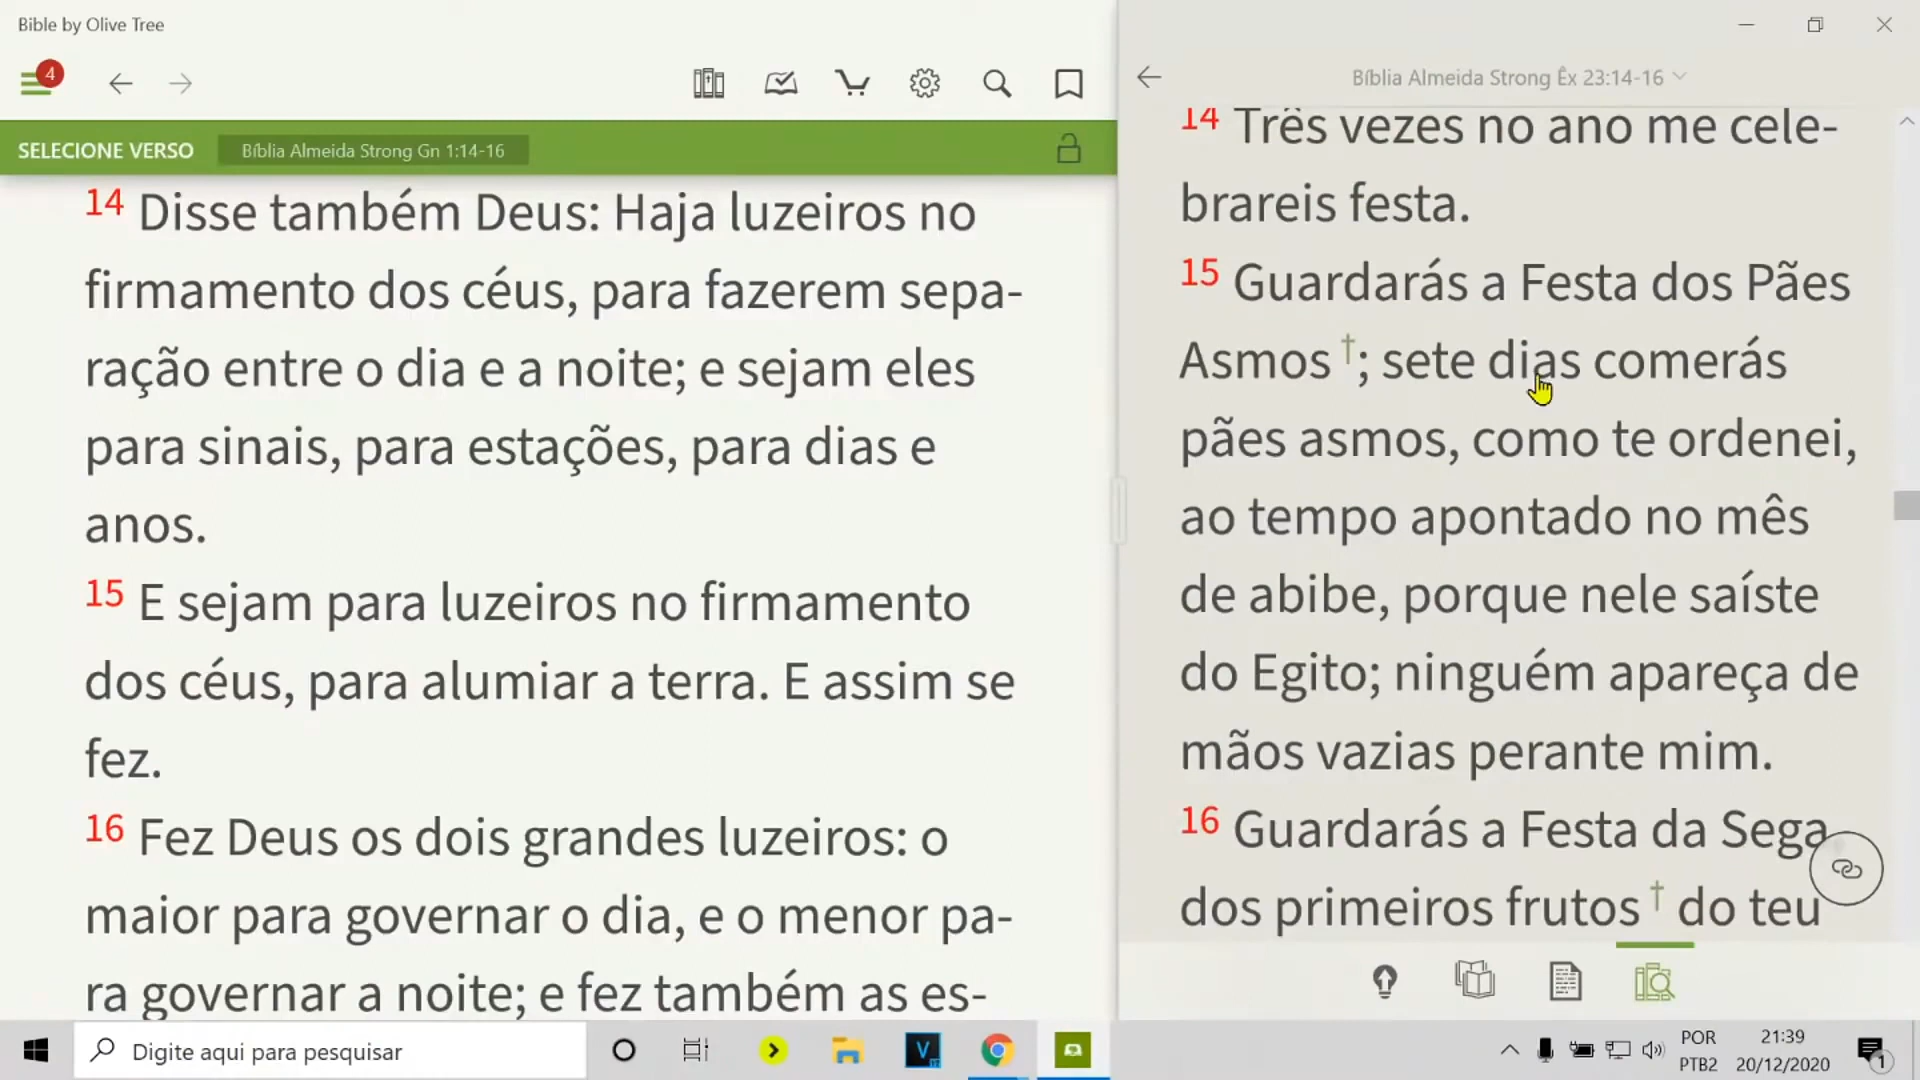 Bible by Olive Tree
4
SELECIONE VERSO
Bíblia Almeida Strong Gn 1:14-16
14 Disse também Deus: Haja luzeiros no
firmamento dos céus, para fazerem sepa-
ração entre o dia e a noite; e sejam eles
para sinais, para estações, para dias e
anos.
15 E sejam para luzeiros no firmamento
dos céus, para alumiar a terra. E assim se
fez.
16 Fez Deus os dois grandes luzeiros: o
maior para governar o dia, e o menor pa-
ra governar a noite; e fez também as es-
Bíblia Almeida Strong Êx 23:14-16
14 Três vezes no ano me cele-
brareis festa.
15 Guardarás a Festa dos Pães
Asmos †; sete dias comerás
pães asmos, como te ordenei,
ao tempo apontado no mês
de abibe, porque nele saíste
do Egito; ninguém apareça de
mãos vazias perante mim.
16 Guardarás a Festa da Sega
dos primeiros frutos † do teu
Digite aqui para pesquisar
V
POR
PTB2
21:39
20/12/2020
1